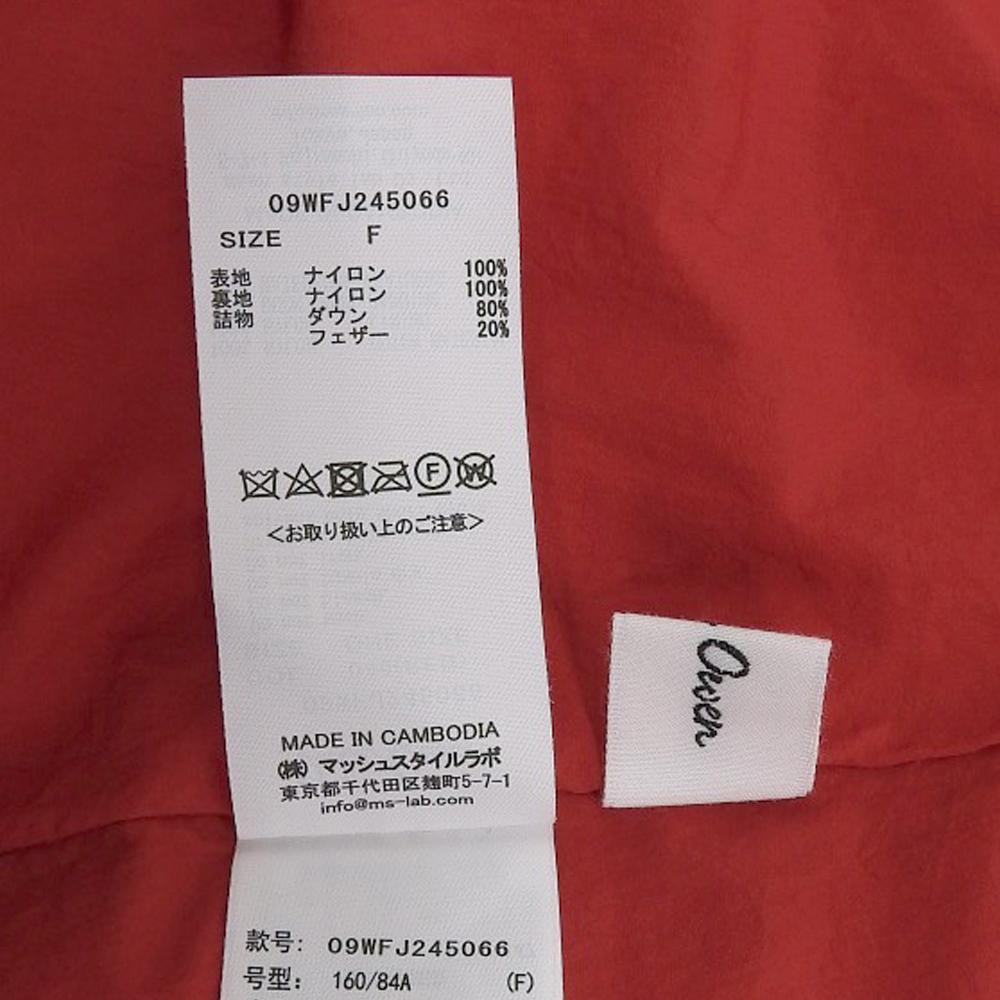 09WFJ245066
SIZE F
表地 ナイロン 100%
裏地 ナイロン 100%
詰物 ダウン 80%
フェザー 20%
F W
<お取り扱い上のご注意>
MADE IN CAMBODIA
(株) マッシュスタイルラボ
東京都千代田区麹町5-7-1
info@ms-lab.com
款号: 09WFJ245066
号型: 160/84A (F)
Owen